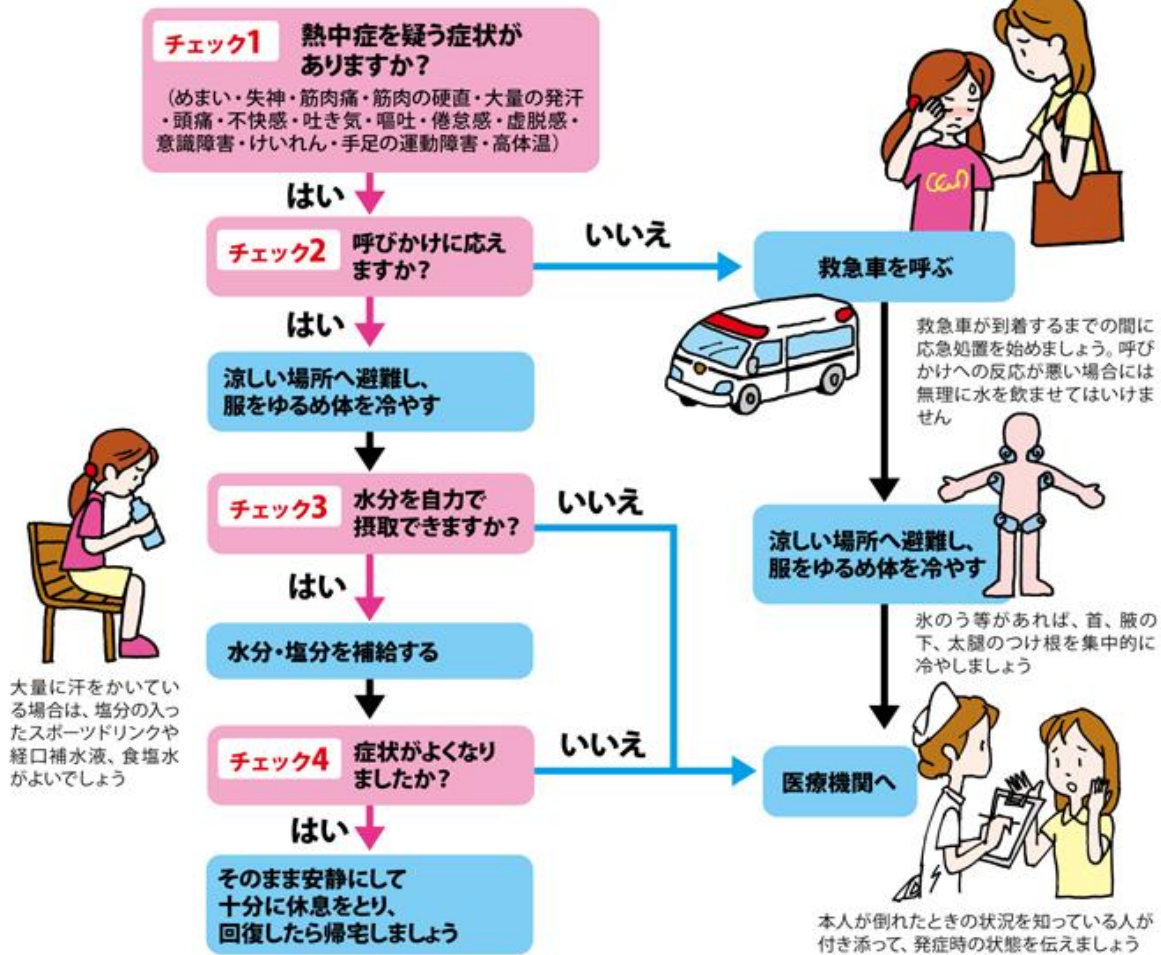 チェック1
熱中症を疑う症状が
ありますか?
(めまい・失神・筋肉痛・筋肉の硬直・大量の発汗
・頭痛・不快感・吐き気・嘔吐・倦怠感・虚脱感・
意識障害・けいれん・手足の運動障害・高体温)
はい
チェック2
呼びかけに応え
ますか?
いいえ
救急車を呼ぶ
救急車が到着するまでの間に
応急処置を始めましょう。呼び
かけへの反応が悪い場合には
無理に水を飲ませてはいけま
せん
はい
涼しい場所へ避難し、
服をゆるめ体を冷やす
チェック3
水分を自力で
摂取できますか?
いいえ
涼しい場所へ避難し、
服をゆるめ体を冷やす
氷のう等があれば、首、腋の
下、太腿のつけ根を集中的に
冷やしましょう
はい
水分・塩分を補給する
大量に汗をかいてい
る場合は、塩分の入っ
たスポーツドリンクや
経口補水液、食塩水
がよいでしょう
チェック4
症状がよくなり
ましたか?
いいえ
医療機関へ
本人が倒れたときの状況を知っている人が
付き添って、発症時の状態を伝えましょう
はい
そのまま安静にして
十分に休息をとり、
回復したら帰宅しましょう